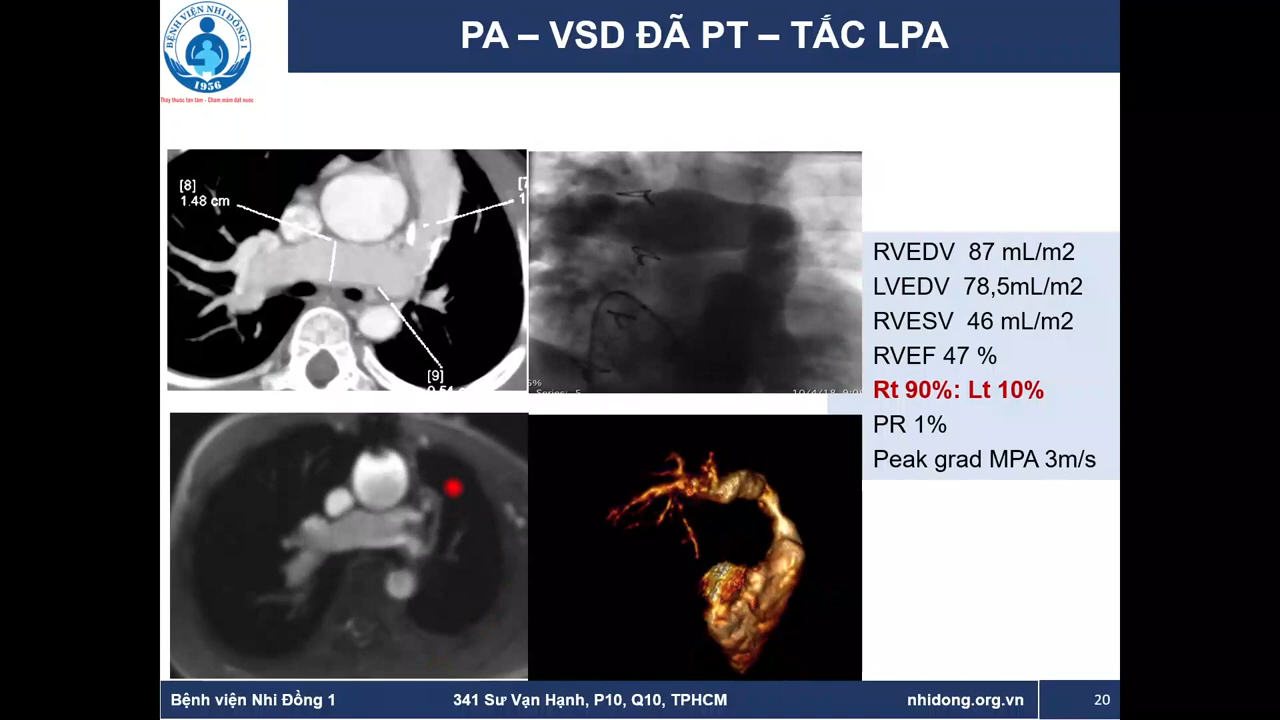 PA – VSD ĐÃ PT – TẮC LPA
BỆNH VIỆN NHI ĐỒNG 1
1956
[8]
1.48 cm
[9]
RVEDV 87 mL/m2
LVEDV 78,5mL/m2
RVESV 46 mL/m2
RVEF 47 %
Rt 90%: Lt 10%
PR 1%
Peak grad MPA 3m/s
Bệnh viện Nhi Đồng 1
341 Sư Vạn Hạnh, P10, Q10, TPHCM
nhidong.org.vn
20